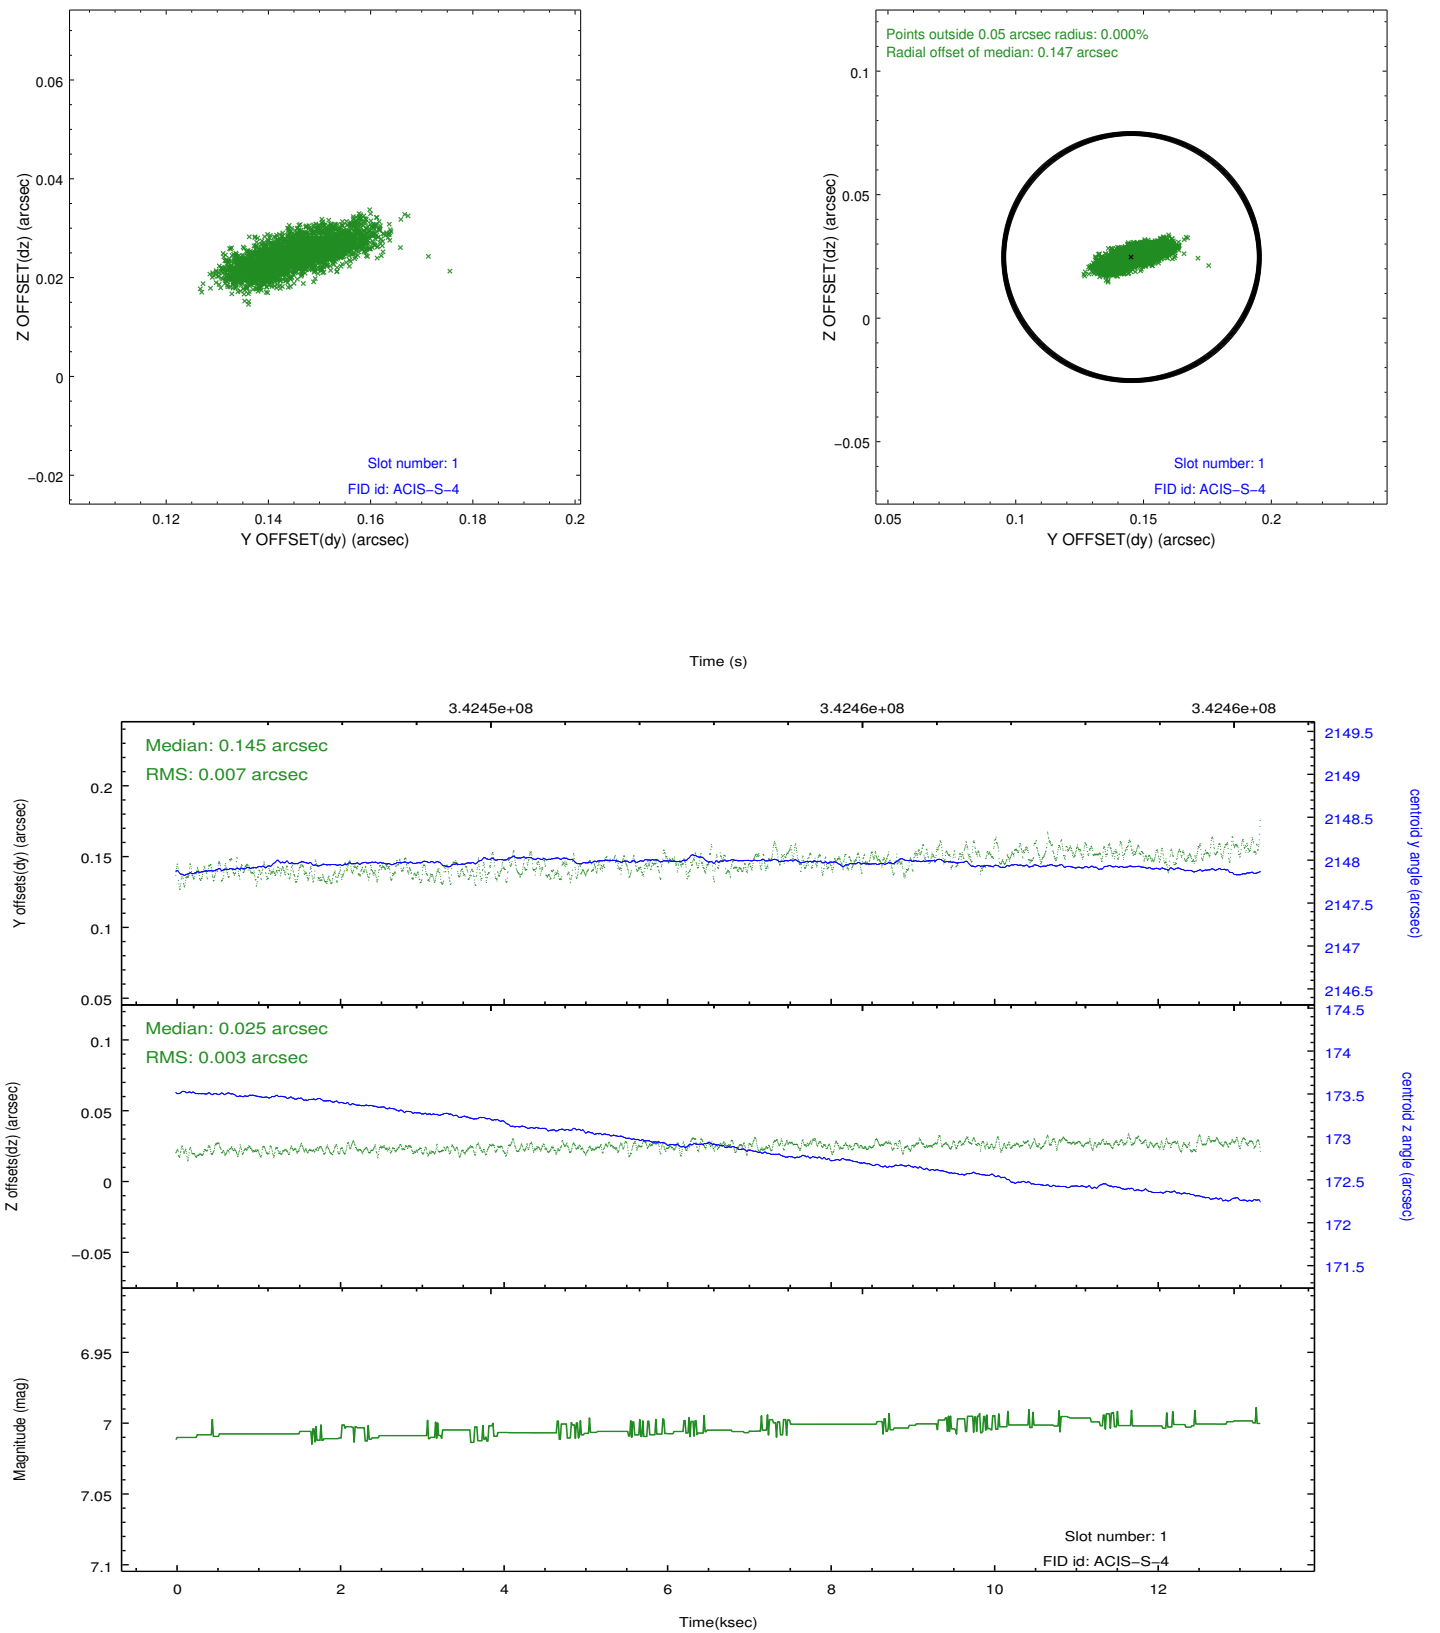 0.06
0.04
0.02
0
−0.02
Z OFFSET(dz) (arcsec)
Slot number: 1
FID id: ACIS−S−4
0.12 0.14 0.16 0.18 0.2
Y OFFSET(dy) (arcsec)
Points outside 0.05 arcsec radius: 0.000%
Radial offset of median: 0.147 arcsec
0.1
0.05
0
−0.05
Z OFFSET(dz) (arcsec)
Slot number: 1
FID id: ACIS−S−4
0.05 0.1 0.15 0.2
Y OFFSET(dy) (arcsec)
Time (s)
3.4245e+08 3.4246e+08 3.4246e+08
Median: 0.145 arcsec
RMS: 0.007 arcsec
0.2
0.15
0.1
0.05
Y offsets(dy) (arcsec)
2149.5
2149
2148.5
2148
2147.5
2147
2146.5
centroid y angle (arcsec)
Median: 0.025 arcsec
RMS: 0.003 arcsec
0.1
0.05
0
−0.05
Z offsets(dz) (arcsec)
174.5
174
173.5
173
172.5
172
171.5
centroid z angle (arcsec)
6.95
7
7.05
7.1
Magnitude (mag)
Slot number: 1
FID id: ACIS−S−4
0 2 4 6 8 10 12
Time(ksec)